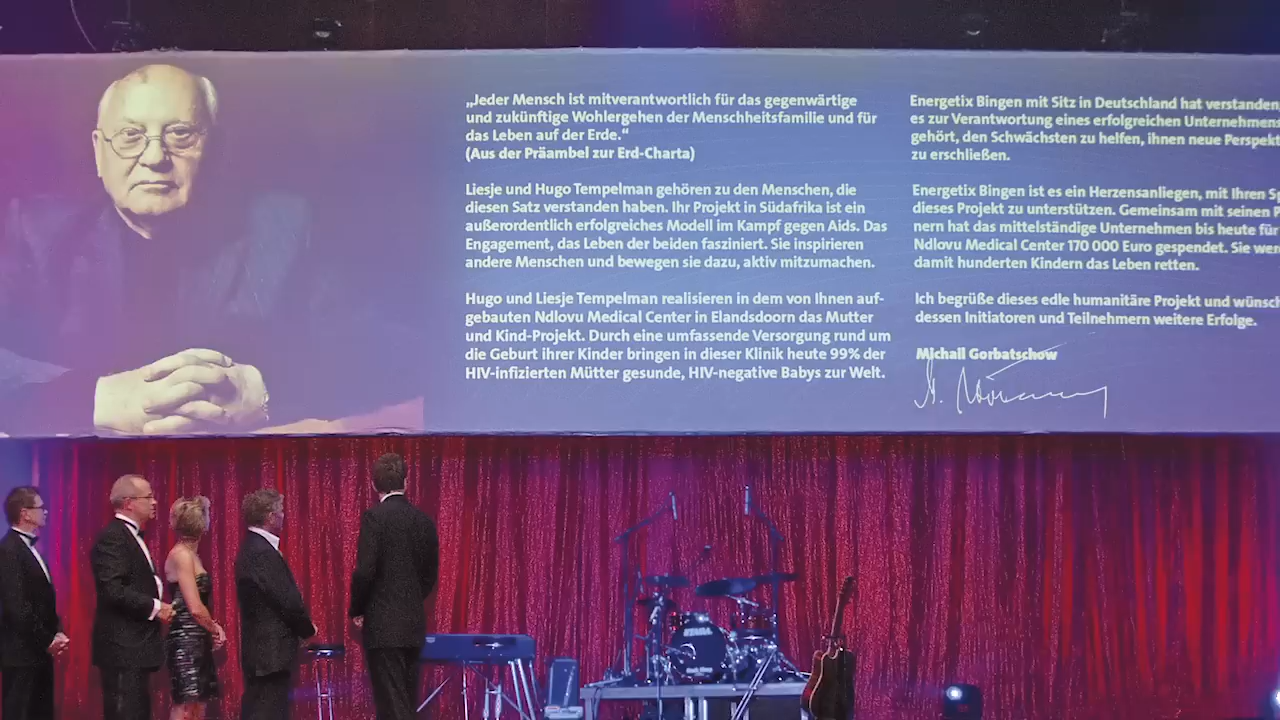 „Jeder Mensch ist mitverantwortlich für das gegenwärtige
und zukünftige Wohlergehen der Menschheitsfamilie und für
das Leben auf der Erde.“
(Aus der Präambel zur Erd-Charta)
Liesje und Hugo Tempelman gehören zu den Menschen, die
diesen Satz verstanden haben. Ihr Projekt in Südafrika ist ein
außerordentlich erfolgreiches Modell im Kampf gegen Aids. Das
Engagement, das Leben der beiden fasziniert. Sie inspirieren
andere Menschen und bewegen sie dazu, aktiv mitzumachen.
Hugo und Liesje Tempelman realisieren in dem von Ihnen auf-
gebauten Ndlovu Medical Center in Elandsdoorn das Mutter
und Kind-Projekt. Durch eine umfassende Versorgung rund um
die Geburt ihrer Kinder bringen in dieser Klinik heute 99% der
HIV-infizierten Mütter gesunde, HIV-negative Babys zur Welt.
Energetix Bingen mit Sitz in Deutschland hat verstanden
es zur Verantwortung eines erfolgreichen Unternehmens
gehört, den Schwächsten zu helfen, ihnen neue Perspekt
zu erschließen.
Energetix Bingen ist es ein Herzensanliegen, mit Ihren Sp
dieses Projekt zu unterstützen. Gemeinsam mit seinen
nern hat das mittelständige Unternehmen bis heute für
Ndlovu Medical Center 170 000 Euro gespendet. Sie wer
damit hunderten Kindern das Leben retten.
Ich begrüße dieses edle humanitäre Projekt und wünsch
dessen Initiatoren und Teilnehmern weitere Erfolge.
Michail Gorbatschow
TAMA